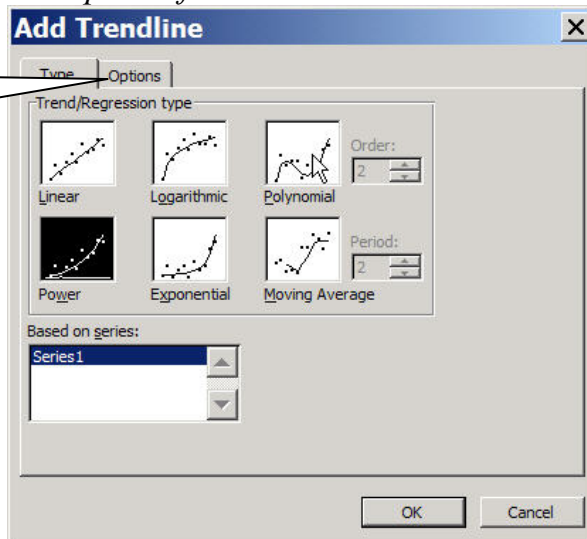 Add Trendline
Type Options
Trend/Regression type
Order:
2
Linear Logarithmic Polynomial
Period:
2
Power Exponential Moving Average
Based on series:
Series1
OK Cancel